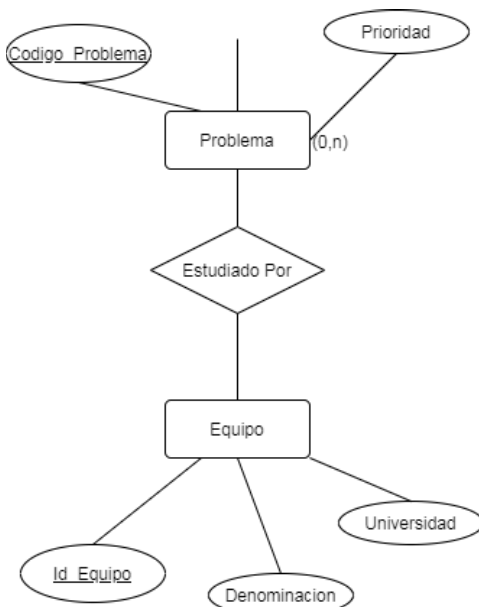 Prioridad
Codigo_Problema
Problema
(0,n)
Estudiado Por
Equipo
Universidad
Id_Equipo
Denominacion